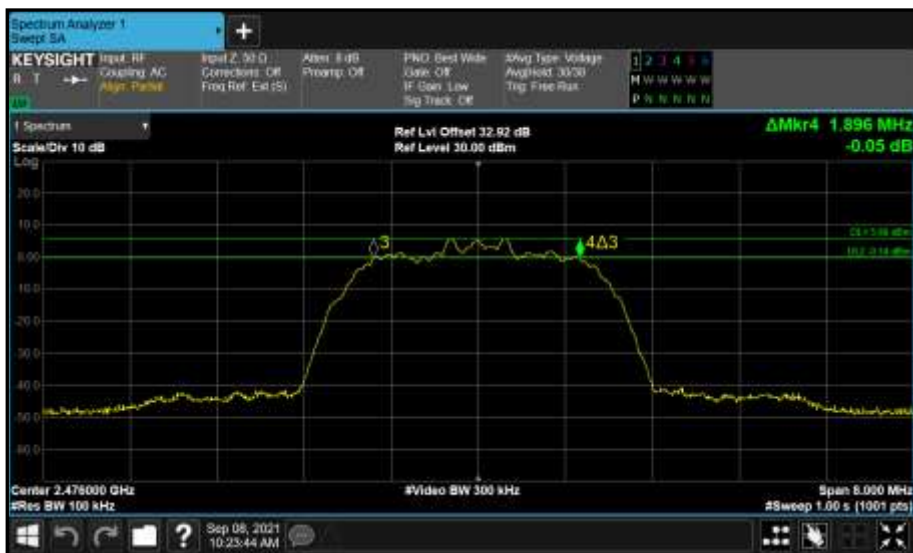 Spectrum Analyzer 1
Swept SA
+
KEYSIGHT
R T
Input: RF
Coupling: AC
Align: Partial
Input Z: 50 Ω
Corrections: Off
Freq Ref: Ext (S)
Atten: 8 dB
Preamp: Off
PNO: Best Wide
Gate: Off
IF Gain: Low
Sig Track: Off
#Avg Type: Voltage
Avg|Hold: 30/30
Trig: Free Run
1 2 3 4 5 6
M W W W W W
P N N N N N
1 Spectrum
Scale/Div 10 dB
Ref Lvl Offset 32.92 dB
Ref Level 30.00 dBm
ΔMkr4 1.896 MHz
-0.05 dB
Log
20.0
10.0
0.00
3
4Δ3
Center 2.476000 GHz
#Res BW 100 kHz
#Video BW 300 kHz
Span 8.000 MHz
#Sweep 1.00 s (1001 pts)
?
Sep 08, 2021
10:23:44 AM